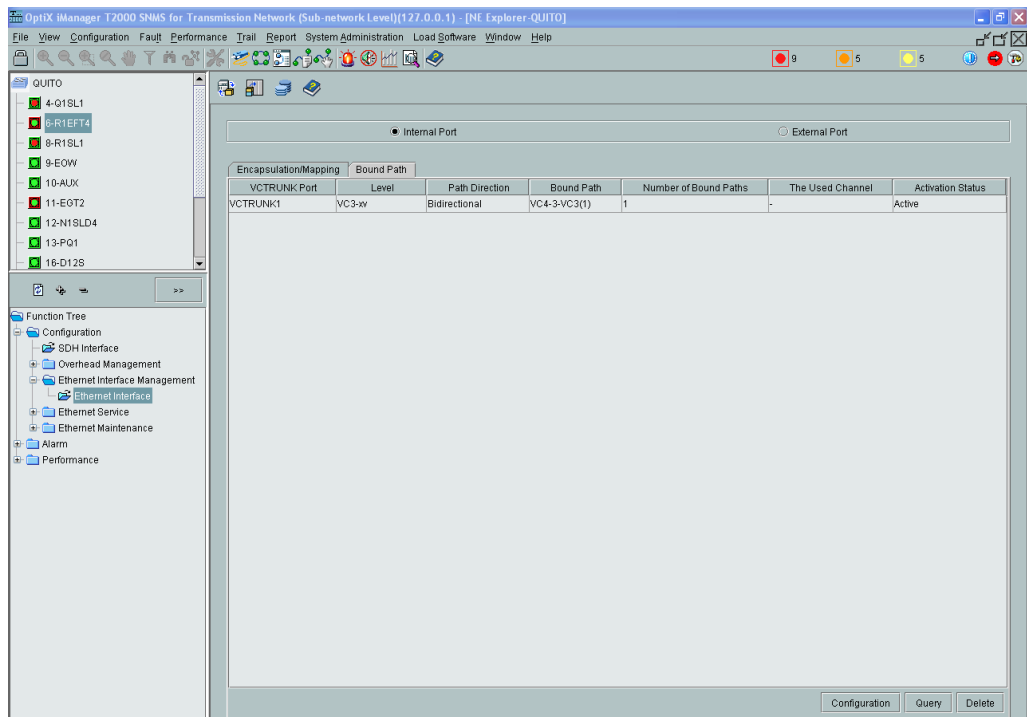 OptiX iManager T2000 SNMS for Transmission Network (Sub-network Level)(127.0.0.1) - [NE Explorer-QUITO]
File View Configuration Fault Performance Trail Report System Administration Load Software Window Help
9 5 5
QUITO
4-Q1SL1
6-R1EFT4
8-R1SL1
9-EOW
10-AUX
11-EGT2
12-N1SLD4
13-PQ1
16-D12S
>>
Function Tree
Configuration
SDH Interface
Overhead Management
Ethernet Interface Management
Ethernet Interface
Ethernet Service
Ethernet Maintenance
Alarm
Performance
Internal Port External Port
Encapsulation/Mapping Bound Path
VCTRUNK Port Level Path Direction Bound Path Number of Bound Paths The Used Channel Activation Status
VCTRUNK1 VC3-xv Bidirectional VC4-3-VC3(1) 1 - Active
Configuration Query Delete